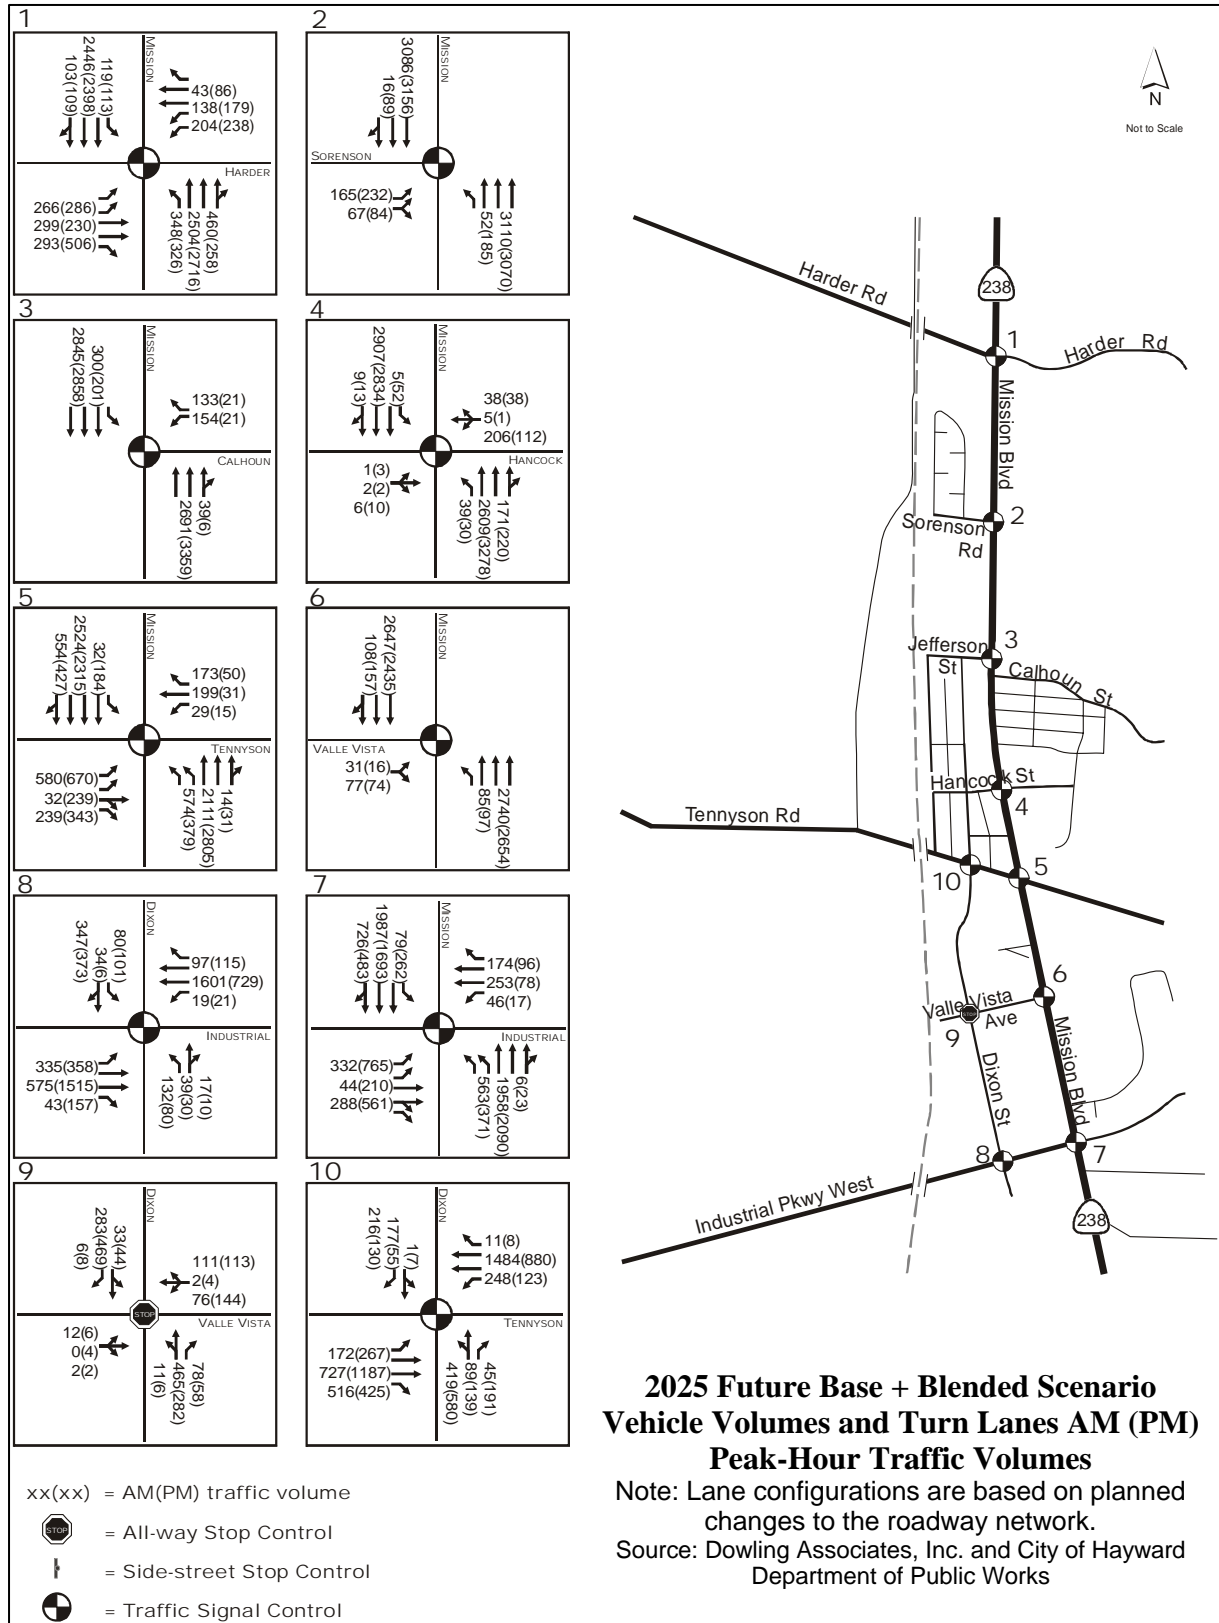 1
MISSION
119(113)
2446(2398)
103(109)
43(86)
138(179)
204(238)
HARDER
266(286)
299(230)
293(506)
348(326)
2504(2716)
460(258)
2
MISSION
3086(3156)
16(89)
SORENSON
165(232)
67(84)
52(185)
3110(3070)
3
MISSION
300(201)
2845(2858)
133(21)
154(21)
CALHOUN
2691(3359)
39(6)
4
MISSION
5(52)
2907(2834)
9(13)
38(38)
5(1)
206(112)
HANCOCK
1(3)
2(2)
6(10)
39(30)
2609(3278)
171(220)
5
MISSION
32(184)
2524(2315)
554(427)
173(50)
199(31)
29(15)
TENNYSON
580(670)
32(239)
239(343)
574(379)
2111(2805)
14(31)
6
MISSION
2647(2435)
108(157)
VALLE VISTA
31(16)
77(74)
85(97)
2740(2654)
8
DIXON
80(101)
34(6)
347(373)
97(115)
1601(729)
19(21)
INDUSTRIAL
335(358)
575(1515)
43(157)
132(80)
39(30)
17(10)
7
MISSION
79(262)
1987(1693)
726(483)
174(96)
253(78)
46(17)
INDUSTRIAL
332(765)
44(210)
288(561)
563(371)
1958(2090)
6(23)
9
DIXON
33(44)
283(469)
6(8)
111(113)
2(4)
76(144)
STOP
VALLE VISTA
12(6)
0(4)
2(2)
11(6)
465(282)
78(58)
10
DIXON
1(7)
177(55)
216(130)
11(8)
1484(880)
248(123)
TENNYSON
172(267)
727(1187)
516(425)
419(580)
89(139)
45(191)
xx(xx) = AM(PM) traffic volume
STOP = All-way Stop Control
= Side-street Stop Control
= Traffic Signal Control
N
Not to Scale
238
Harder Rd
1
Harder Rd
Mission Blvd
2
Sorenson
Rd
3
Jefferson
St
Calhoun St
Hancock St
4
Tennyson Rd
10
5
6
Valle Vista
Ave
STOP
9
Dixon St
Mission Blvd
8
7
Industrial Pkwy West
238
2025 Future Base + Blended Scenario
Vehicle Volumes and Turn Lanes AM (PM)
Peak-Hour Traffic Volumes
Note: Lane configurations are based on planned
changes to the roadway network.
Source: Dowling Associates, Inc. and City of Hayward
Department of Public Works